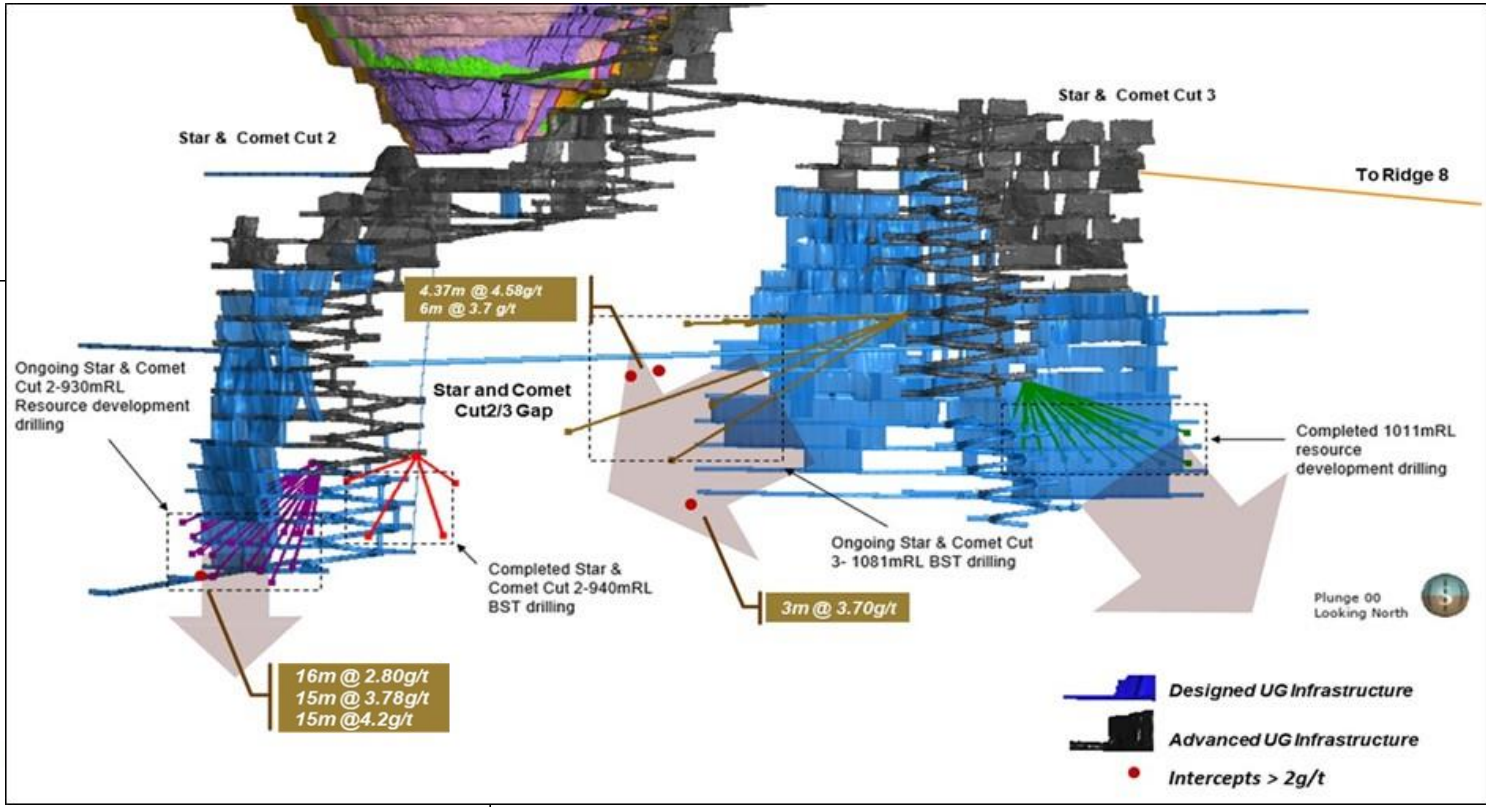 Star & Comet Cut 2
Star & Comet Cut 3
To Ridge 8
4.37m @ 4.58g/t
6m @ 3.7 g/t
Ongoing Star & Comet
Cut 2-930mRL
Resource development
drilling
Star and Comet
Cut2/3 Gap
Completed 1011mRL
resource
development drilling
Ongoing Star & Comet Cut
3- 1081mRL BST drilling
Completed Star &
Comet Cut 2-940mRL
BST drilling
3m @ 3.70g/t
Plunge 00
Looking North
S
16m @ 2.80g/t
15m @ 3.78g/t
15m @4.2g/t
Designed UG Infrastructure
Advanced UG Infrastructure
Intercepts > 2g/t